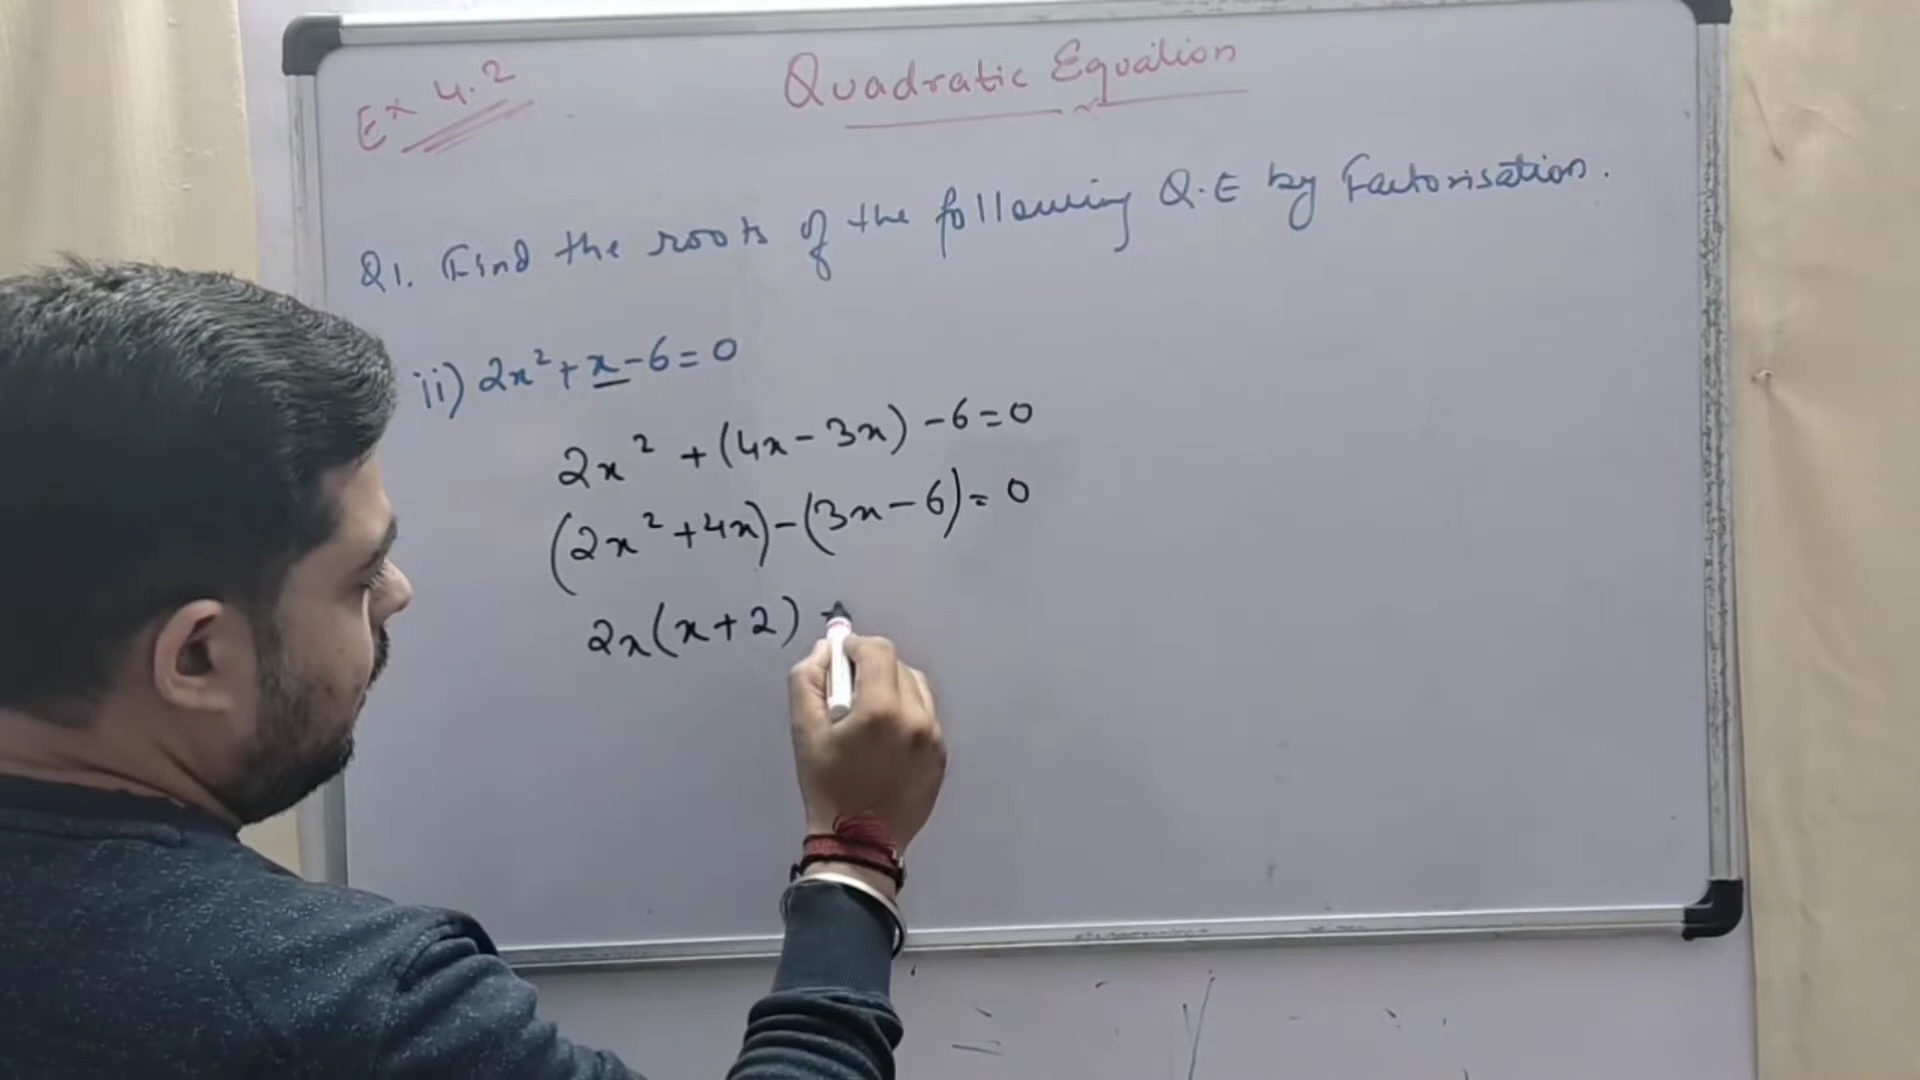 Ex 4.2
Quadratic Equation
Q1. Find the roots of the following Q.E by Factorisation.
ii) 2x² + x - 6 = 0
2x² + (4x - 3x) - 6 = 0
(2x² + 4x) - (3x - 6) = 0
2x(x + 2) -